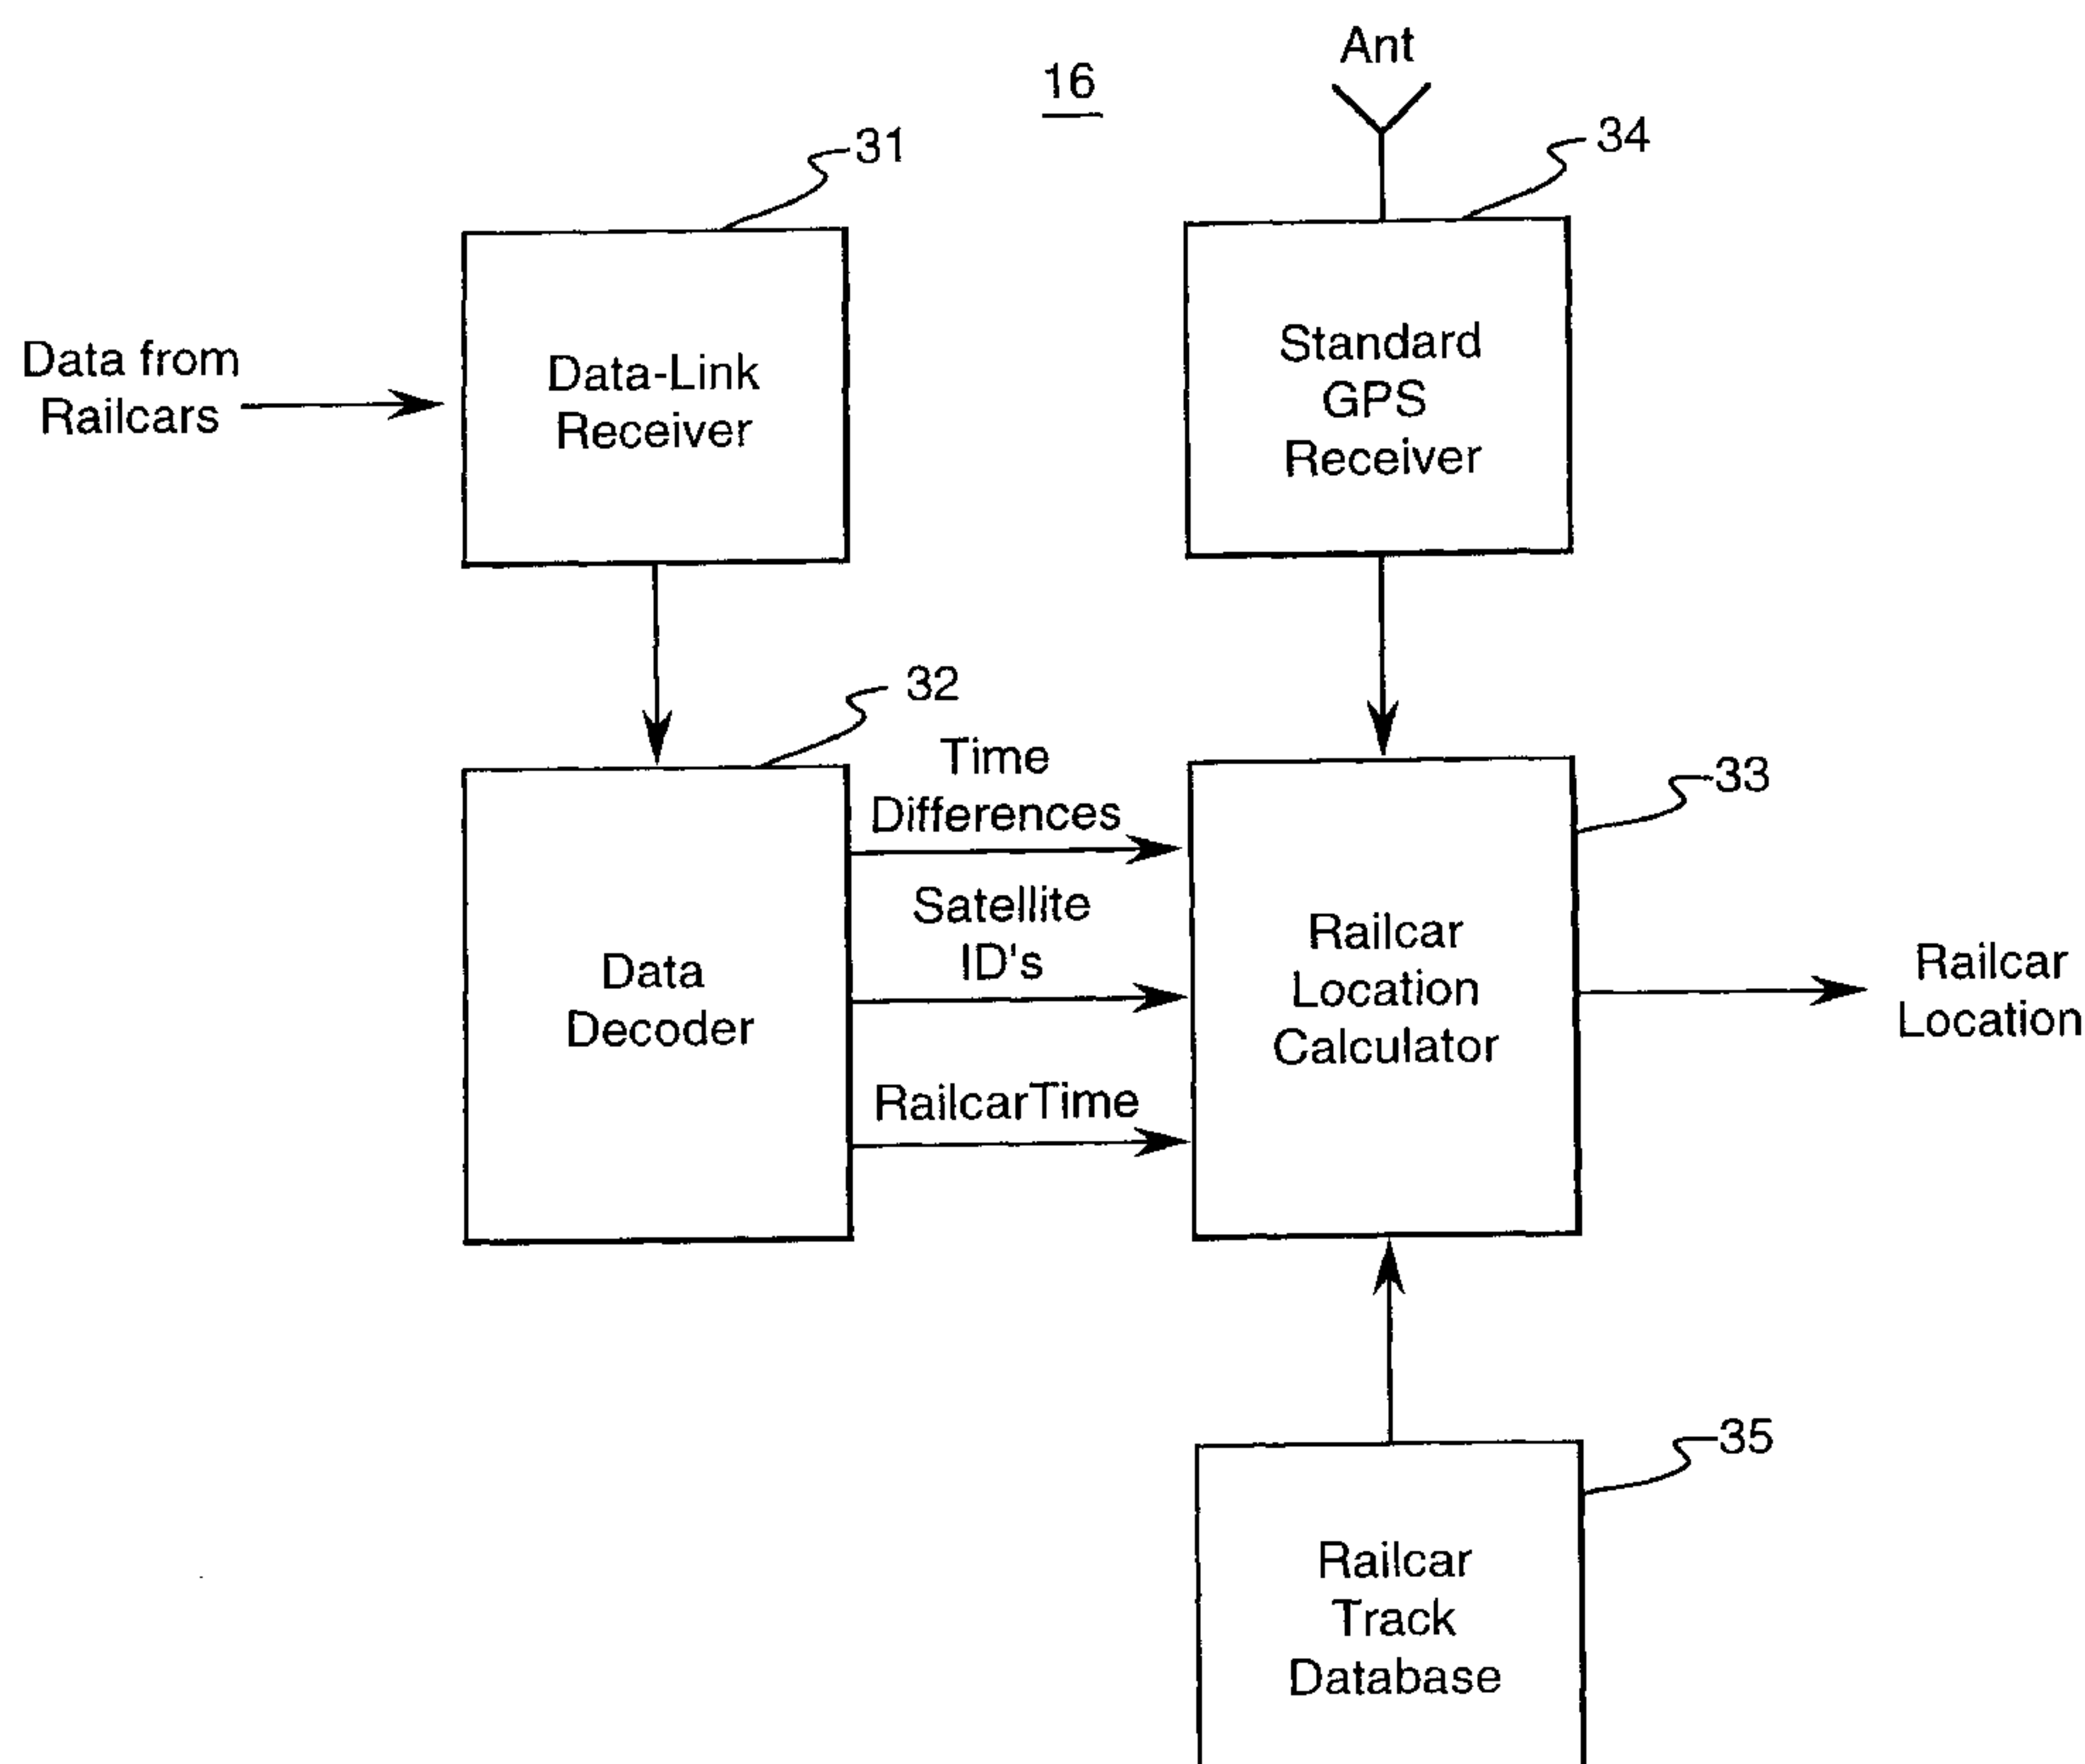 Ant
16
31
34
Data from
Railcars
Data-Link
Receiver
Standard
GPS
Receiver
32
Time
Differences
33
Satellite
ID's
Data
Decoder
Railcar
Location
Calculator
Railcar
Location
RailcarTime
35
Railcar
Track
Database